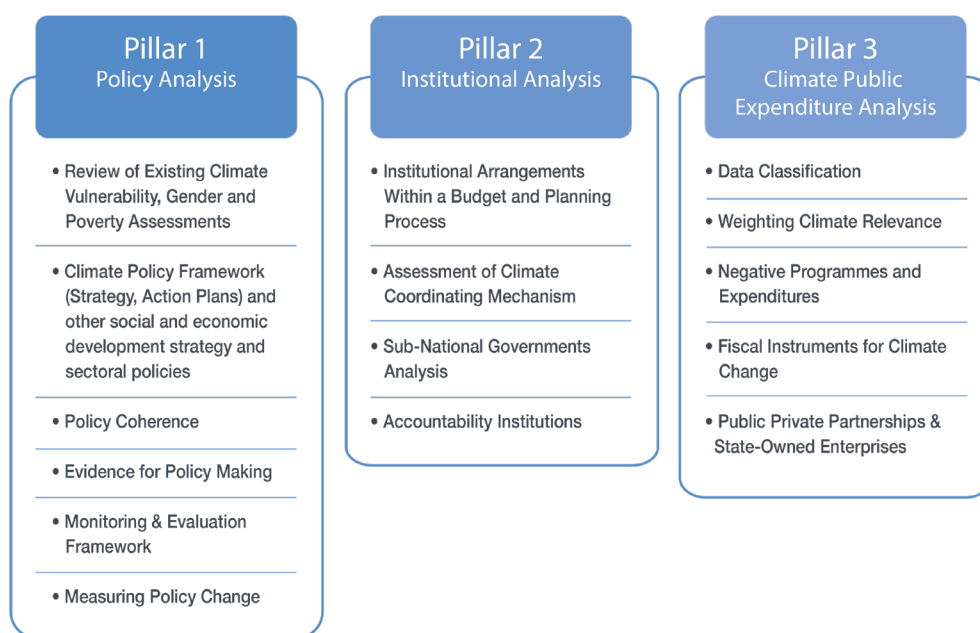 Pillar 1
Policy Analysis
• Review of Existing Climate
Vulnerability, Gender and
Poverty Assessments
• Climate Policy Framework
(Strategy, Action Plans) and
other social and economic
development strategy and
sectoral policies
• Policy Coherence
• Evidence for Policy Making
• Monitoring & Evaluation
Framework
• Measuring Policy Change
Pillar 2
Institutional Analysis
• Institutional Arrangements
Within a Budget and Planning
Process
• Assessment of Climate
Coordinating Mechanism
• Sub-National Governments
Analysis
• Accountability Institutions
Pillar 3
Climate Public
Expenditure Analysis
• Data Classification
• Weighting Climate Relevance
• Negative Programmes and
Expenditures
• Fiscal Instruments for Climate
Change
• Public Private Partnerships &
State-Owned Enterprises